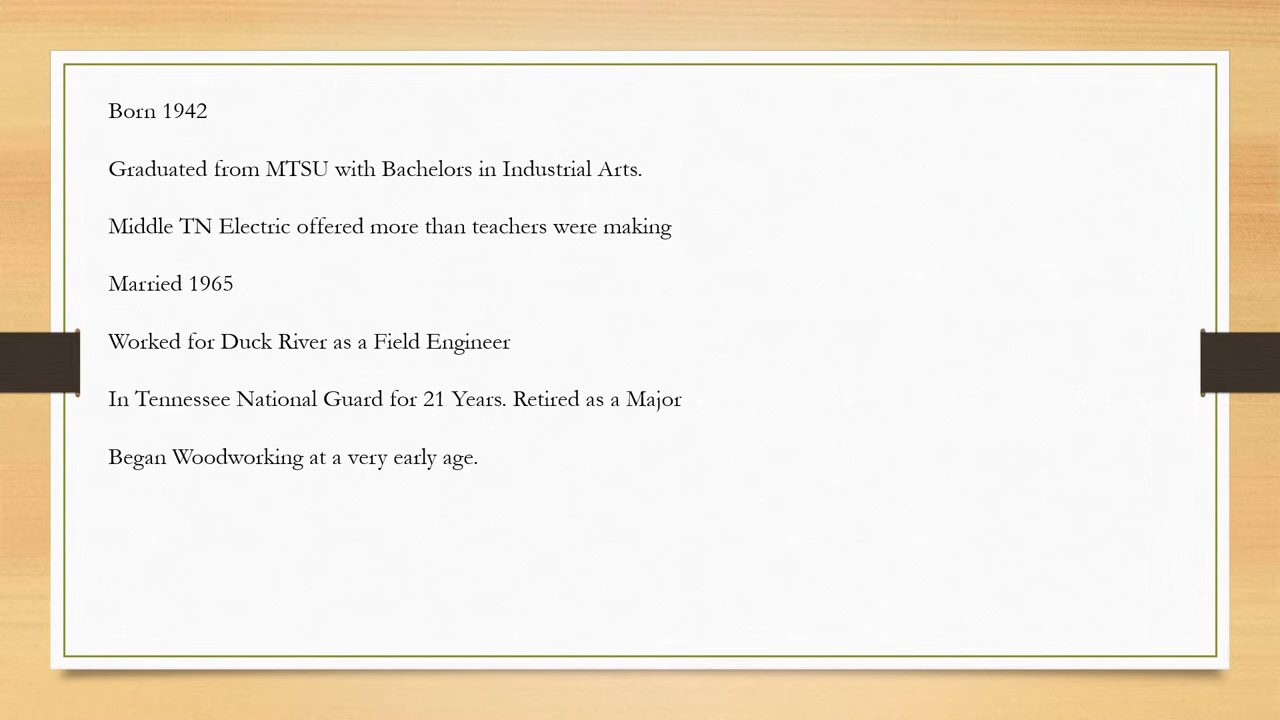 Born 1942
Graduated from MTSU with Bachelors in Industrial Arts.
Middle TN Electric offered more than teachers were making
Married 1965
Worked for Duck River as a Field Engineer
In Tennessee National Guard for 21 Years. Retired as a Major
Began Woodworking at a very early age.